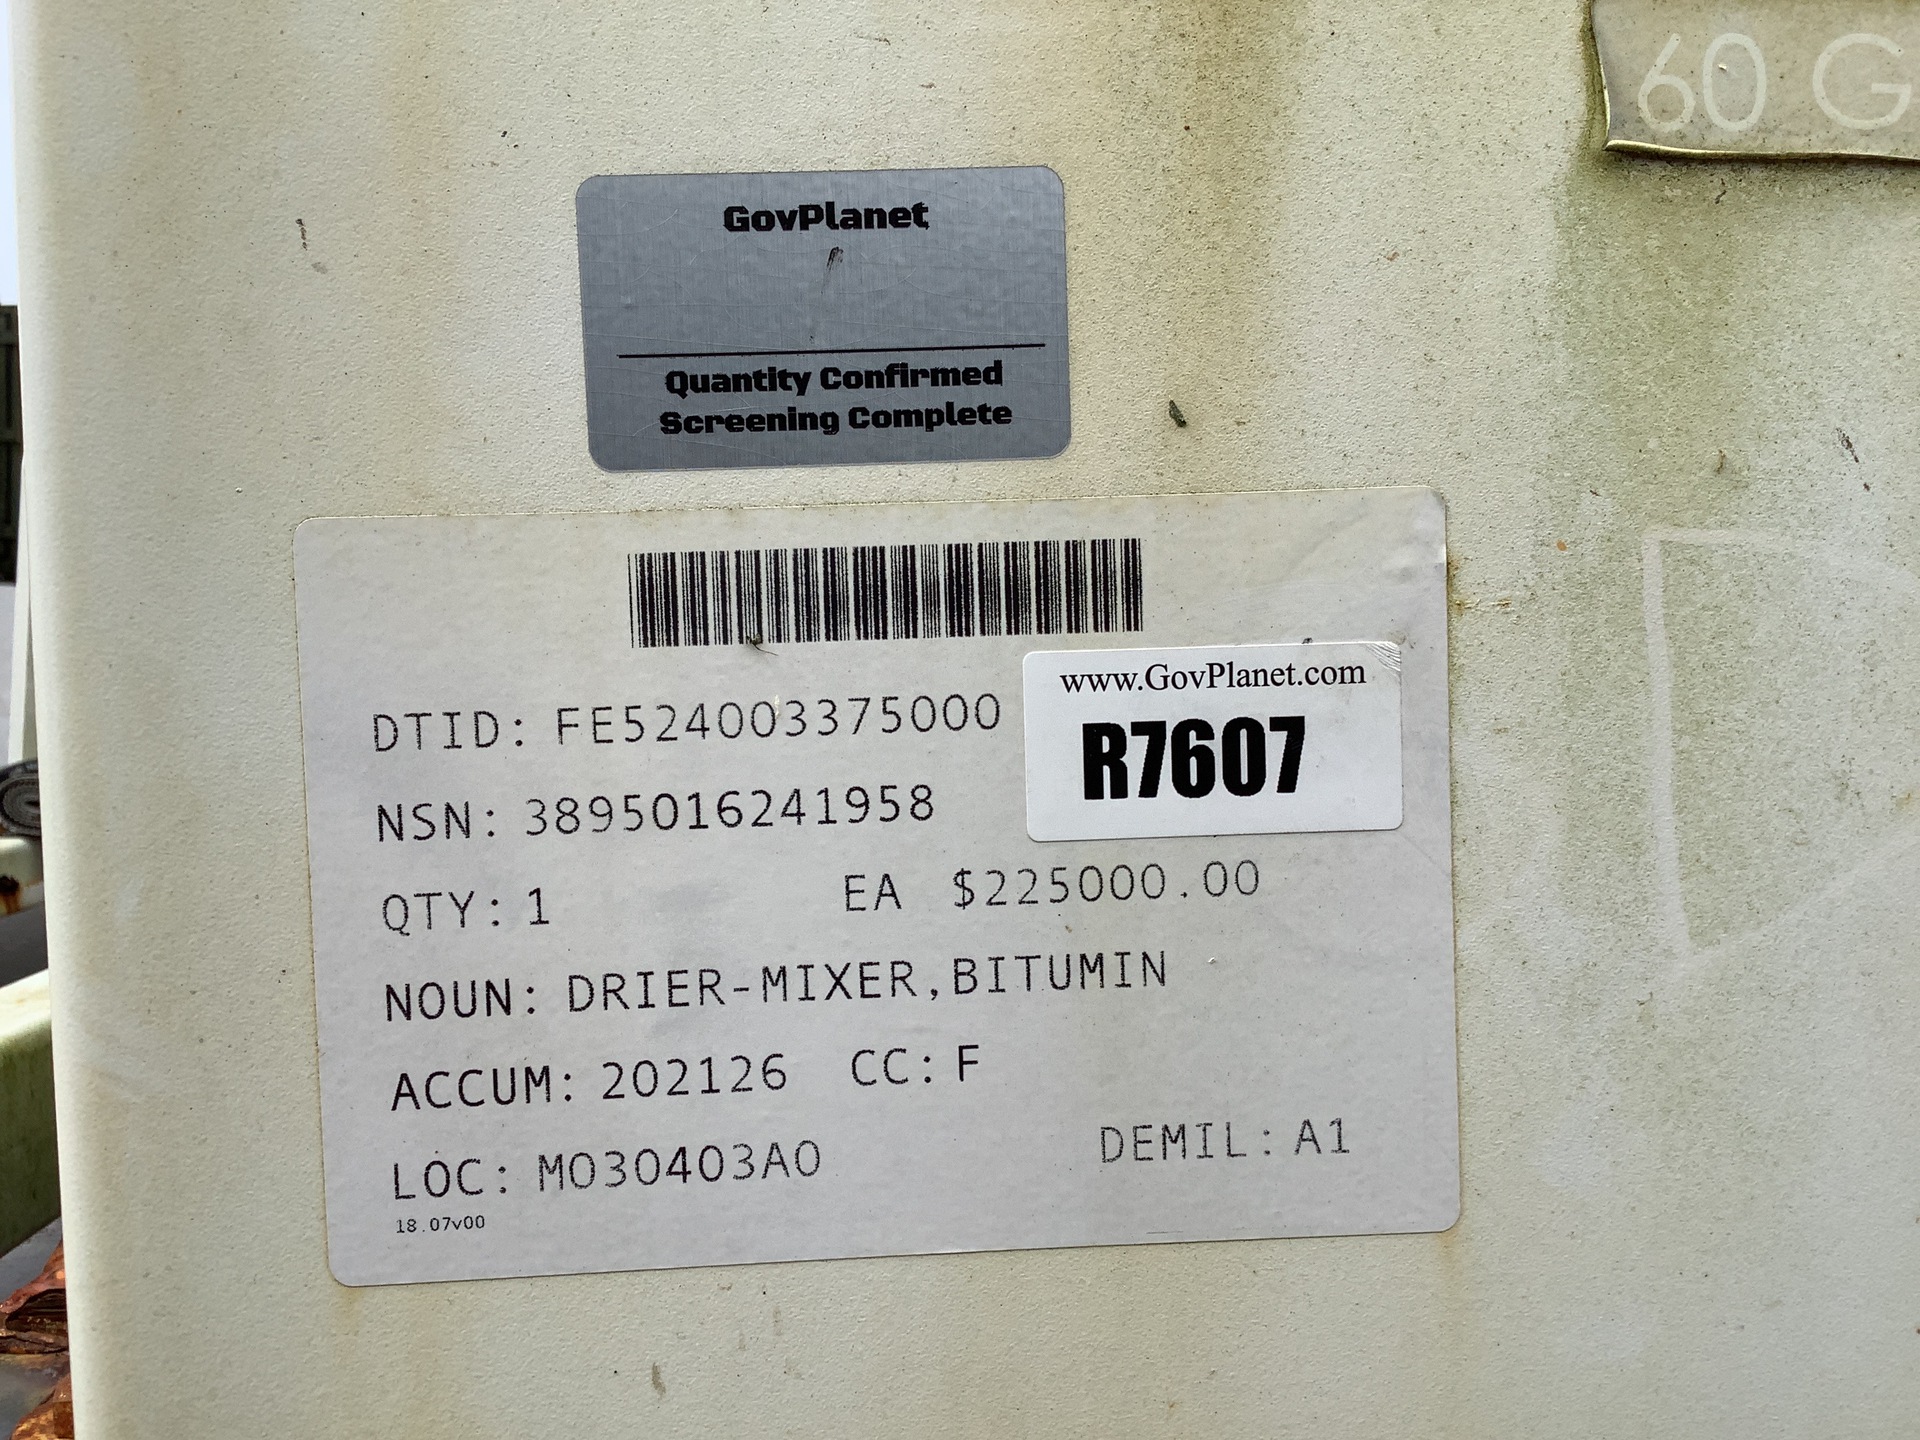 60 G
GovPlanet
Quantity Confirmed
Screening Complete
www.GovPlanet.com
R7607
DTID: FE524003375000
NSN: 3895016241958
QTY: 1 EA $225000.00
NOUN: DRIER-MIXER,BITUMIN
ACCUM: 202126 CC: F
LOC: M030403A0 DEMIL: A1
18.07v00